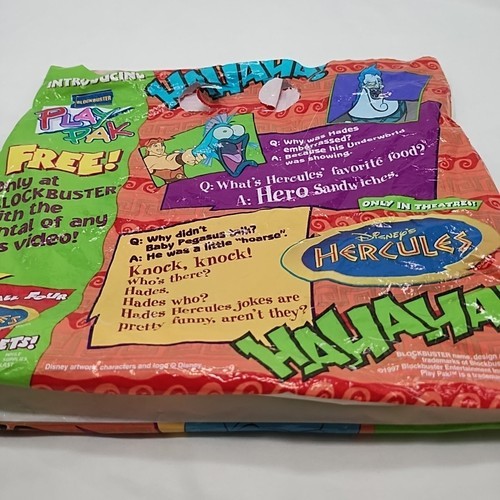 INTRODUCING
BLOCKBUSTER
PLAY
PAK
FREE!
only at
BLOCKBUSTER
with the
rental of any
video!
HAHAHA!
Q: Why was Hades
embarrassed?
A: Because his Underworld
was showing.
Q: What's Hercules' favorite food?
A: Hero Sandwiches.
ONLY IN THEATRES!
DISNEY'S
HERCULES
Q: Why didn't
Baby Pegasus talk?
A: He was a little "hoarse".
Knock, knock!
Who's there?
Hades.
Hades who?
Hades Hercules jokes are
pretty funny, aren't they?
HAHAHA
Disney artwork, characters and logo ©
BLOCKBUSTER name, design
trademarks of Blockbuster
©1997 Blockbuster Entertainment
Play Pak™ is a